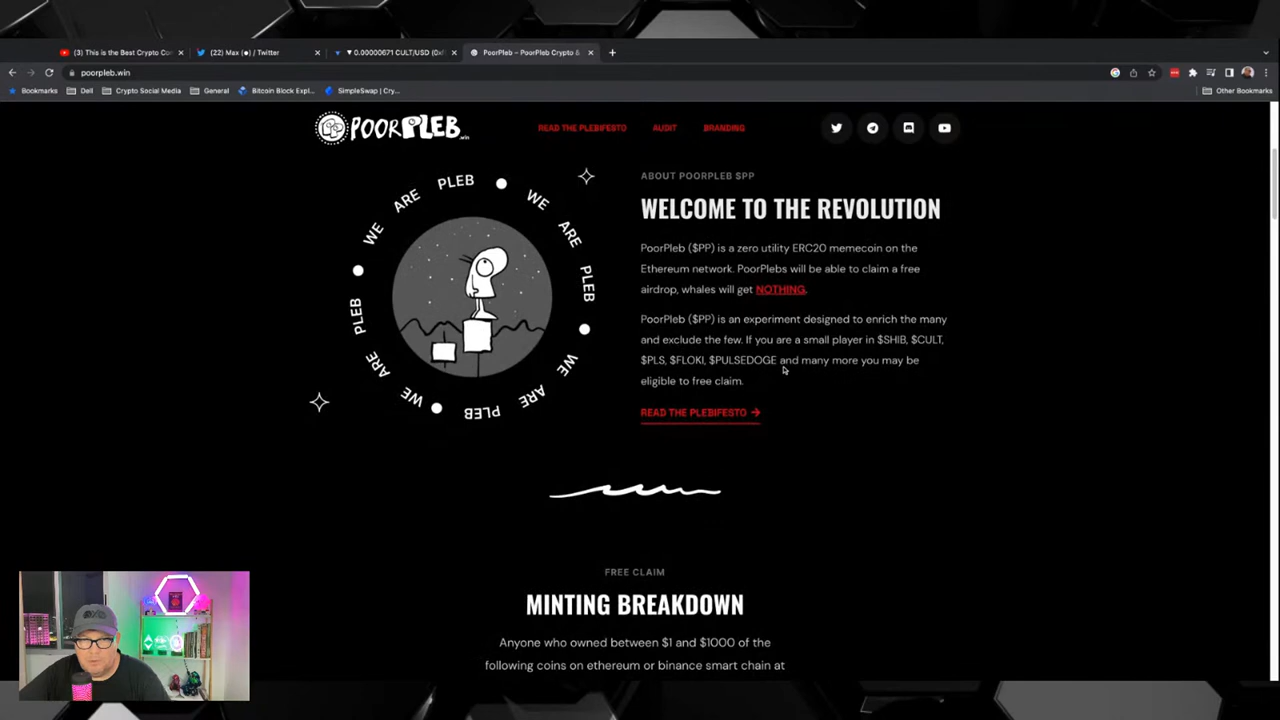 (3) This is the Best Crypto Con
(22) Max (●) / Twitter
▼ 0.00000671 CULT/USD (0x
PoorPleb – PoorPleb Crypto &
poorpleb.win
Bookmarks
Dell
Crypto Social Media
General
Bitcoin Block Expl...
SimpleSwap | Cry...
Other Bookmarks
POORPLEB.win
READ THE PLEBIFESTO
AUDIT
BRANDING
WE ARE PLEB ● WE ARE PLEB ● WE ARE PLEB ● WE ARE PLEB ●
ABOUT POORPLEB $PP
WELCOME TO THE REVOLUTION
PoorPleb ($PP) is a zero utility ERC20 memecoin on the
Ethereum network. PoorPlebs will be able to claim a free
airdrop, whales will get NOTHING.
PoorPleb ($PP) is an experiment designed to enrich the many
and exclude the few. If you are a small player in $SHIB, $CULT,
$PLS, $FLOKI, $PULSEDOGE and many more you may be
eligible to free claim.
READ THE PLEBIFESTO →
FREE CLAIM
MINTING BREAKDOWN
Anyone who owned between $1 and $1000 of the
following coins on ethereum or binance smart chain at